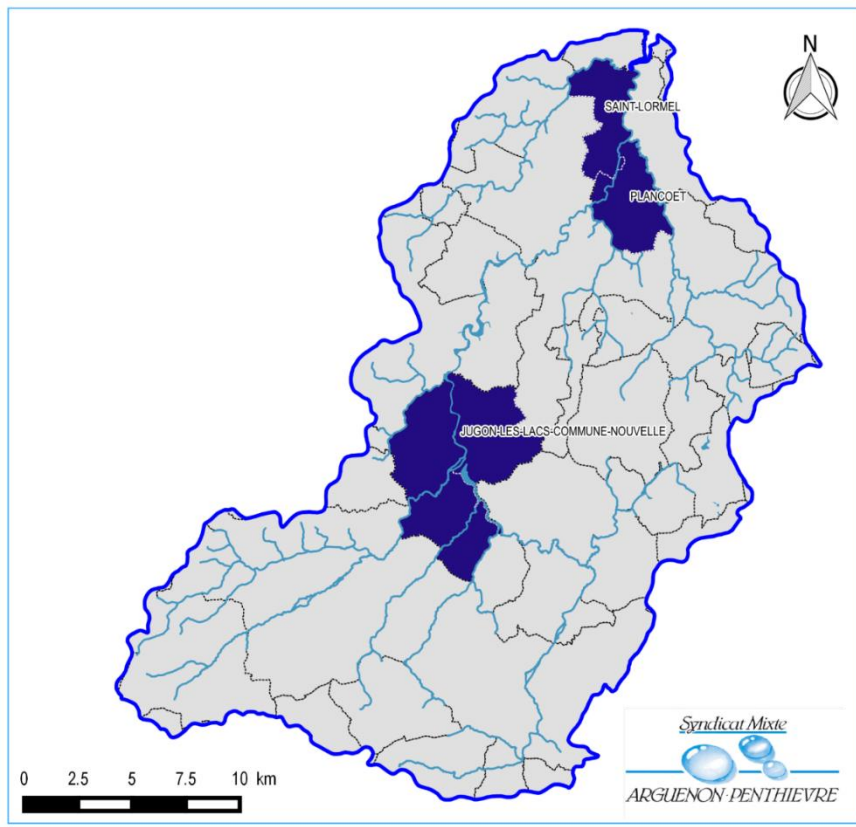 N
SAINT-LORMEL
PLANCOET
JUGON-LES-LACS-COMMUNE-NOUVELLE
Syndicat Mixte
ARGUENON-PENTHIEVRE
0 2.5 5 7.5 10 km